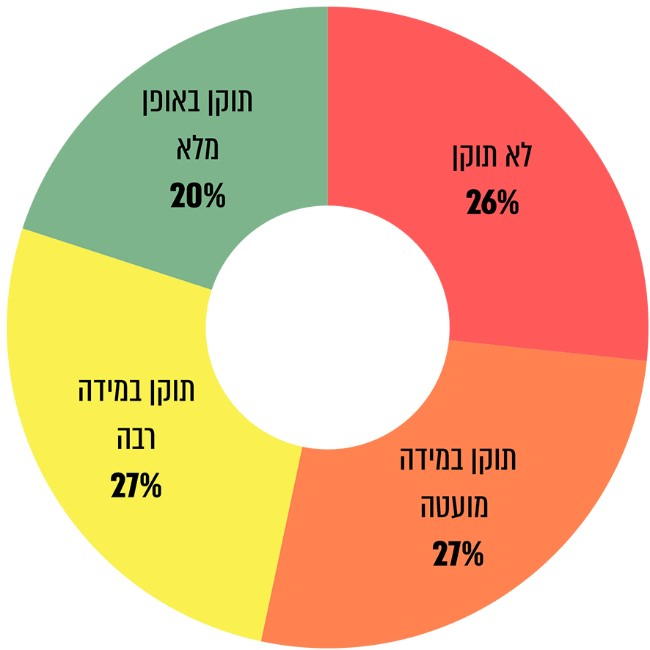 תוקן באופן
מלא
20%
לא תוקן
26%
תוקן במידה
רבה
27%
תוקן במידה
מועטה
27%